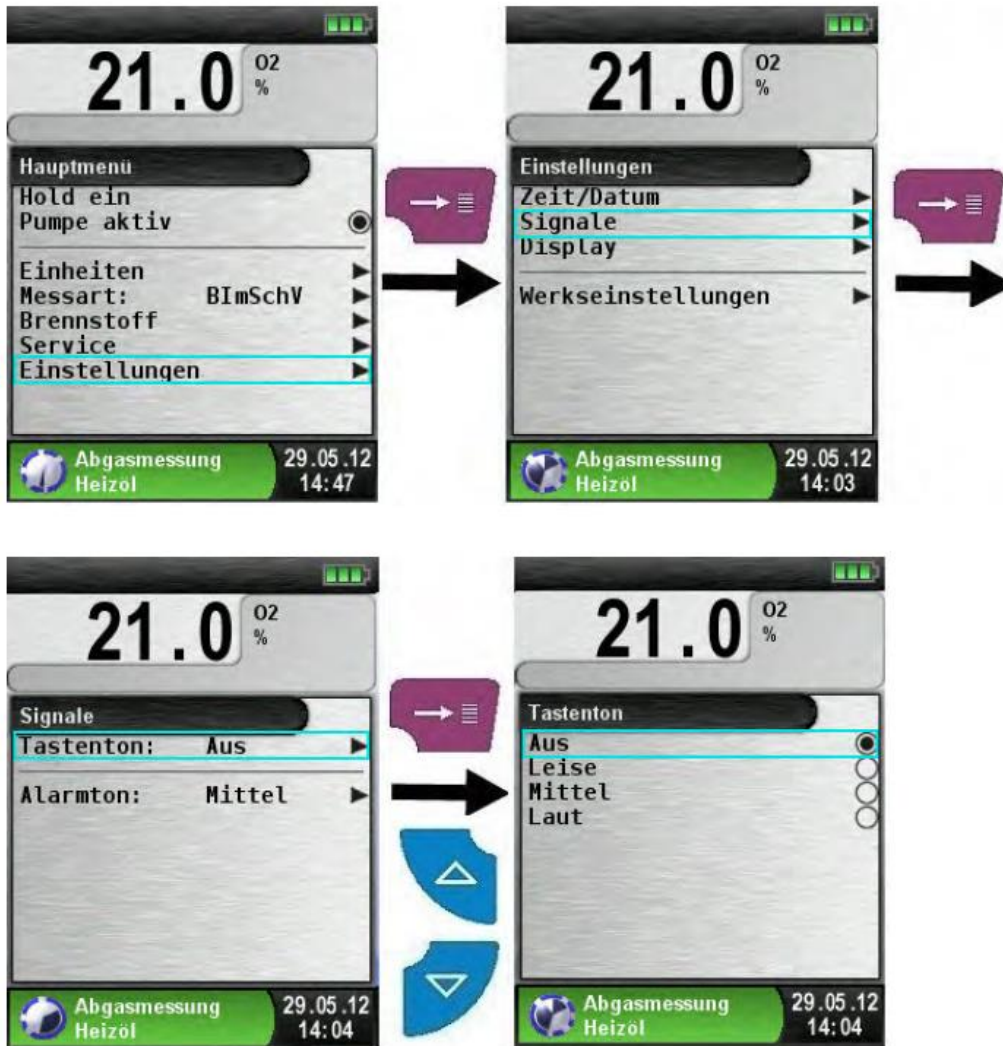 21.0 O2
%
Hauptmenü
Hold ein
Pumpe aktiv
Einheiten
Messart: BImSchV
Brennstoff
Service
Einstellungen
Abgasmessung
Heizöl
29.05.12
14:47
21.0 O2
%
Einstellungen
Zeit/Datum
Signale
Display
Werkseinstellungen
Abgasmessung
Heizöl
29.05.12
14:03
21.0 O2
%
Signale
Tastenton: Aus
Alarmton: Mittel
Abgasmessung
Heizöl
29.05.12
14:04
21.0 O2
%
Tastenton
Aus
Leise
Mittel
Laut
Abgasmessung
Heizöl
29.05.12
14:04